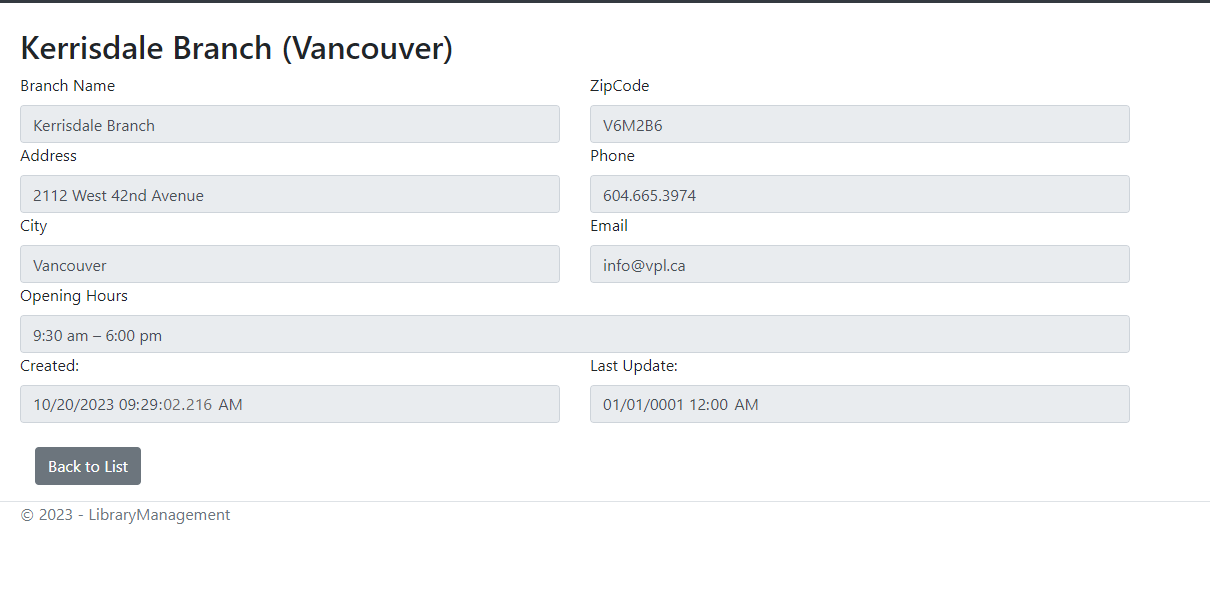 Kerrisdale Branch (Vancouver)
Branch Name
ZipCode
Kerrisdale Branch
V6M2B6
Address
Phone
2112 West 42nd Avenue
604.665.3974
City
Email
Vancouver
info@vpl.ca
Opening Hours
9:30 am – 6:00 pm
Created:
Last Update:
10/20/2023 09:29:02.216 AM
01/01/0001 12:00 AM
Back to List
© 2023 - LibraryManagement